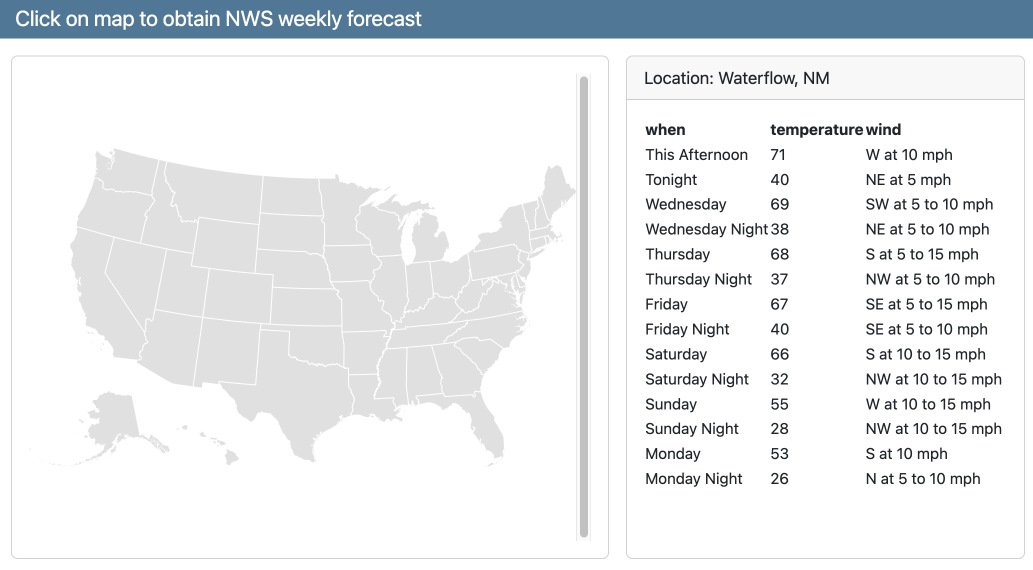 Click on map to obtain NWS weekly forecast
Location: Waterflow, NM
when temperature wind
This Afternoon 71 W at 10 mph
Tonight 40 NE at 5 mph
Wednesday 69 SW at 5 to 10 mph
Wednesday Night 38 NE at 5 to 10 mph
Thursday 68 S at 5 to 15 mph
Thursday Night 37 NW at 5 to 10 mph
Friday 67 SE at 5 to 15 mph
Friday Night 40 SE at 5 to 10 mph
Saturday 66 S at 10 to 15 mph
Saturday Night 32 NW at 10 to 15 mph
Sunday 55 W at 10 to 15 mph
Sunday Night 28 NW at 10 to 15 mph
Monday 53 S at 10 mph
Monday Night 26 N at 5 to 10 mph